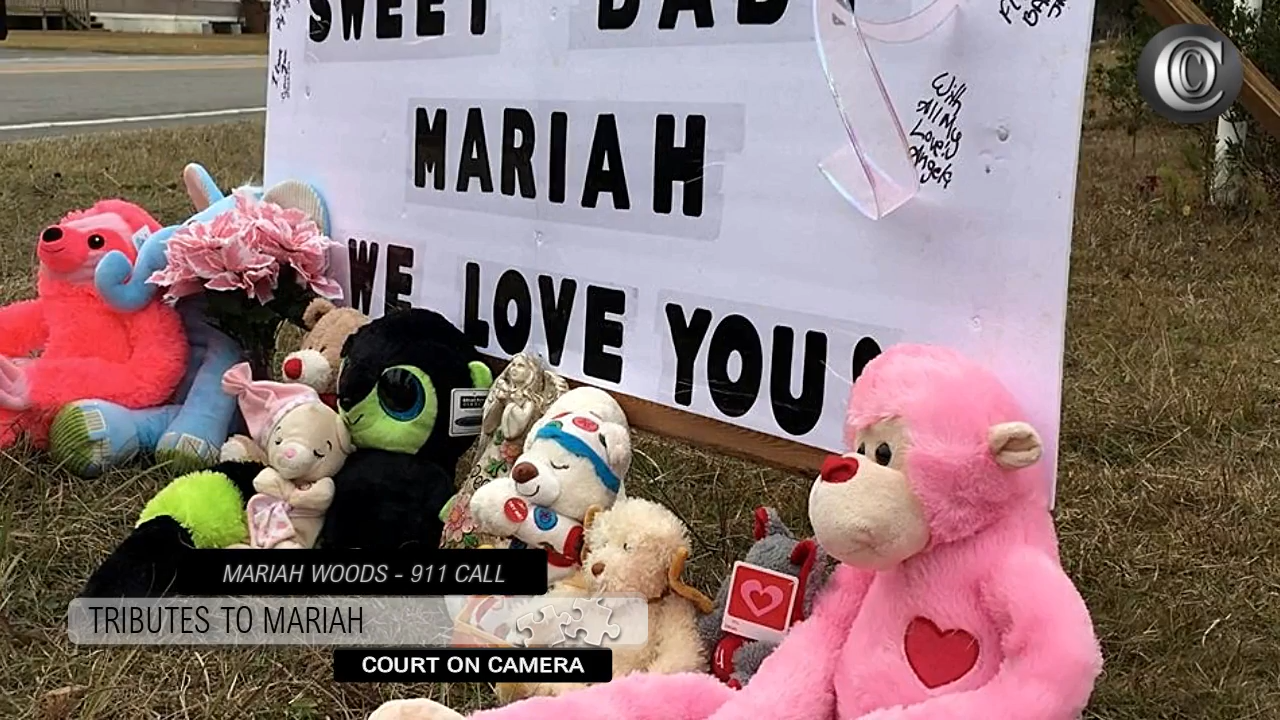 SWEET BABY
MARIAH
WE LOVE YOU
With
All My
Love
Angela
MARIAH WOODS - 911 CALL
TRIBUTES TO MARIAH
COURT ON CAMERA